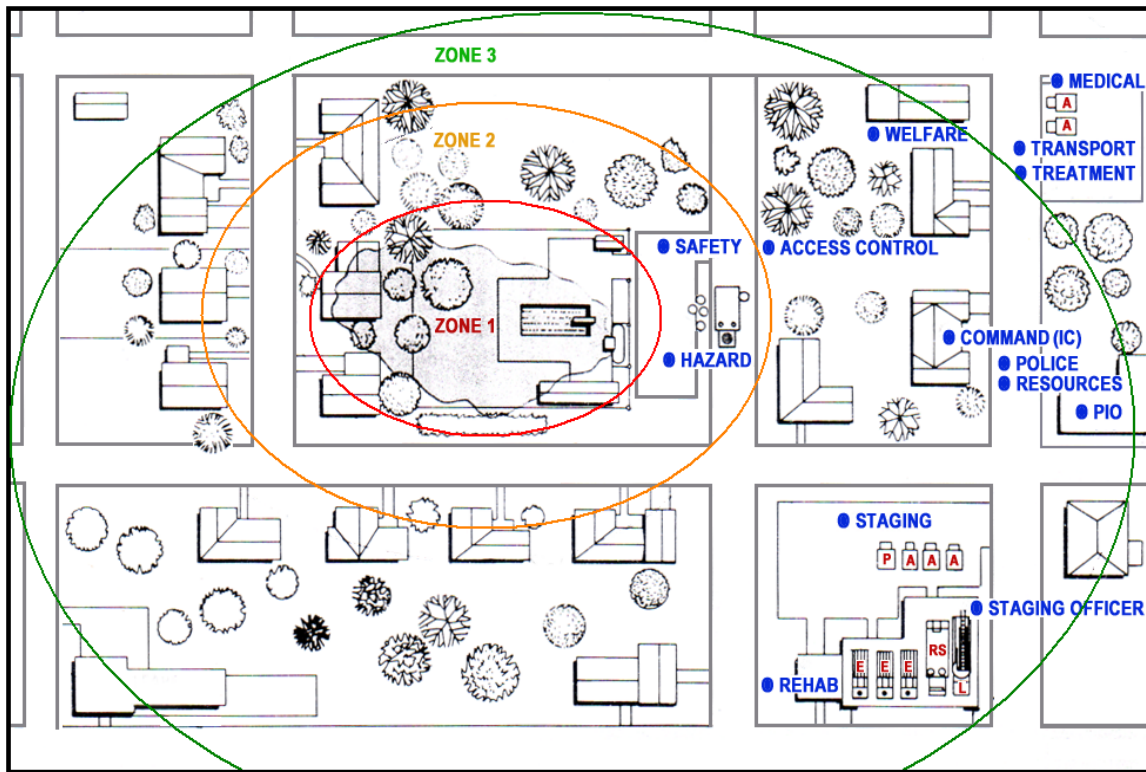 ZONE 3
MEDICAL
A
ZONE 2
WELFARE
A
TRANSPORT
TREATMENT
SAFETY
ACCESS CONTROL
ZONE 1
COMMAND (IC)
HAZARD
POLICE
RESOURCES
PIO
STAGING
P A A A
STAGING OFFICER
RS
E E E
REHAB
L